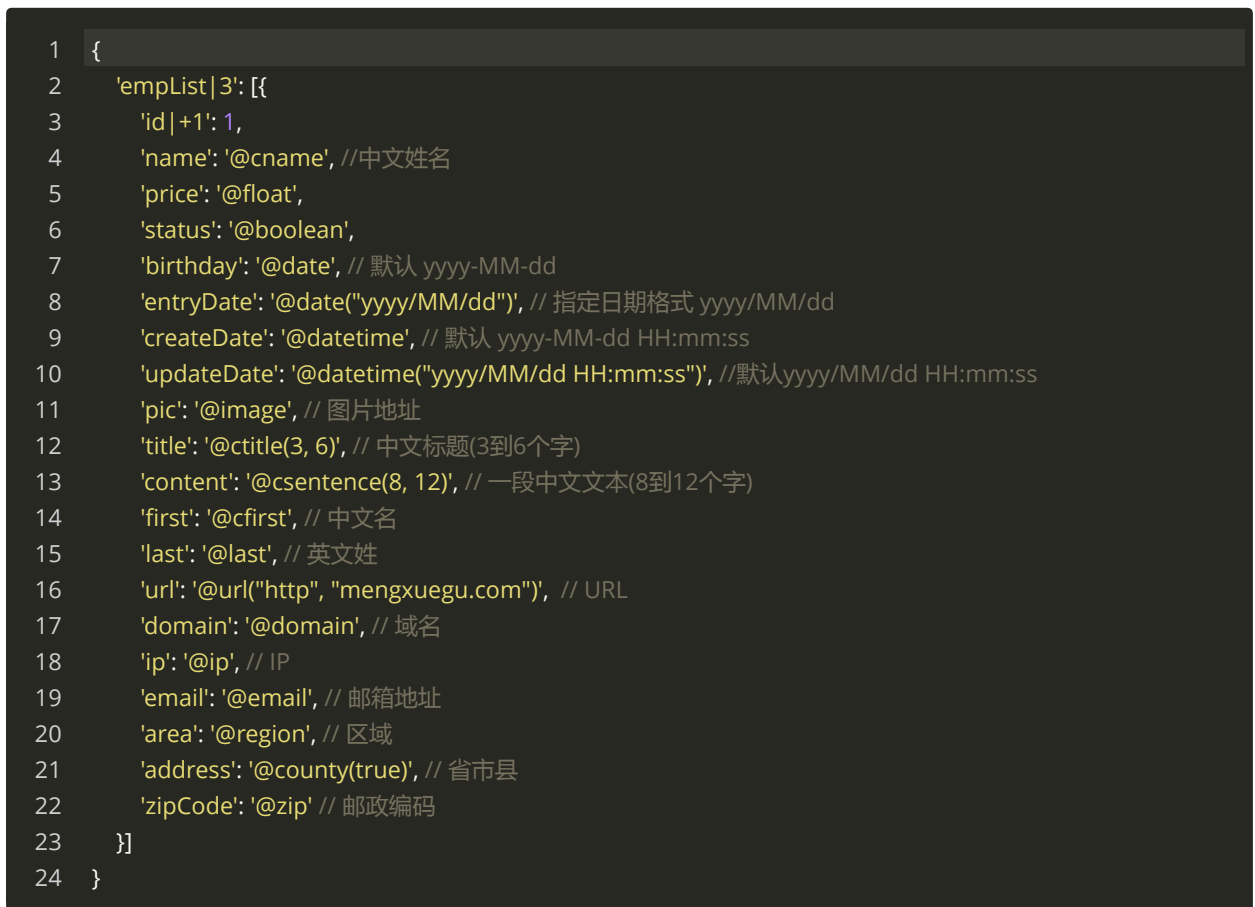 1 {
2 'empList|3': [{
3 'id|+1': 1,
4 'name': '@cname', //中文姓名
5 'price': '@float',
6 'status': '@boolean',
7 'birthday': '@date', // 默认 yyyy-MM-dd
8 'entryDate': '@date("yyyy/MM/dd")', // 指定日期格式 yyyy/MM/dd
9 'createDate': '@datetime', // 默认 yyyy-MM-dd HH:mm:ss
10 'updateDate': '@datetime("yyyy/MM/dd HH:mm:ss")', //默认yyyy/MM/dd HH:mm:ss
11 'pic': '@image', // 图片地址
12 'title': '@ctitle(3, 6)', // 中文标题(3到6个字)
13 'content': '@csentence(8, 12)', // 一段中文文本(8到12个字)
14 'first': '@cfirst', // 中文名
15 'last': '@last', // 英文姓
16 'url': '@url("http", "mengxuegu.com")', // URL
17 'domain': '@domain', // 域名
18 'ip': '@ip', // IP
19 'email': '@email', // 邮箱地址
20 'area': '@region', // 区域
21 'address': '@county(true)', // 省市县
22 'zipCode': '@zip' // 邮政编码
23 }]
24 }